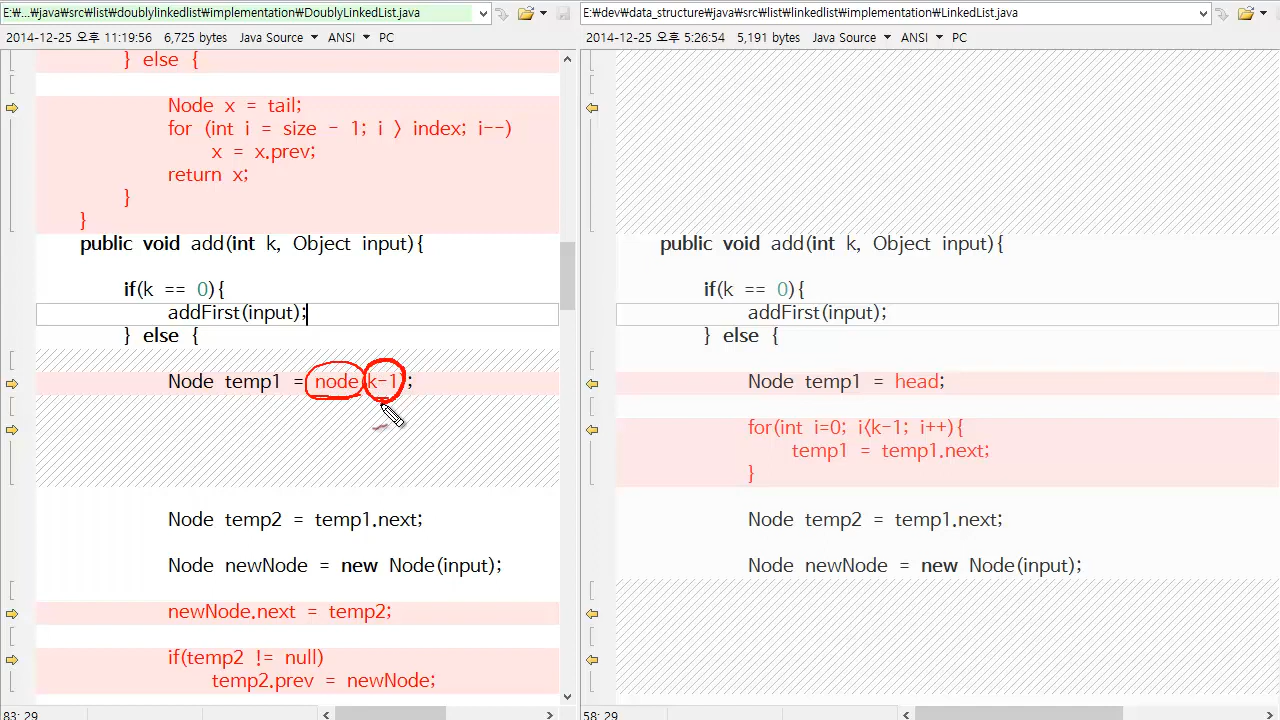 E:₩...₩java₩src₩list₩doublylinkedlist₩implementation₩DoublyLinkedList.java
2014-12-25 오후 11:19:56 6,725 bytes Java Source ANSI PC
} else {
Node x = tail;
for (int i = size - 1; i > index; i--)
x = x.prev;
return x;
}
}
public void add(int k, Object input){
if(k == 0){
addFirst(input);
} else {
Node temp1 = node(k-1);
Node temp2 = temp1.next;
Node newNode = new Node(input);
newNode.next = temp2;
if(temp2 != null)
temp2.prev = newNode;
83: 29
E:₩dev₩data_structure₩java₩src₩list₩linkedlist₩implementation₩LinkedList.java
2014-12-25 오후 5:26:54 5,191 bytes Java Source ANSI PC
public void add(int k, Object input){
if(k == 0){
addFirst(input);
} else {
Node temp1 = head;
for(int i=0; i<k-1; i++){
temp1 = temp1.next;
}
Node temp2 = temp1.next;
Node newNode = new Node(input);
58: 29